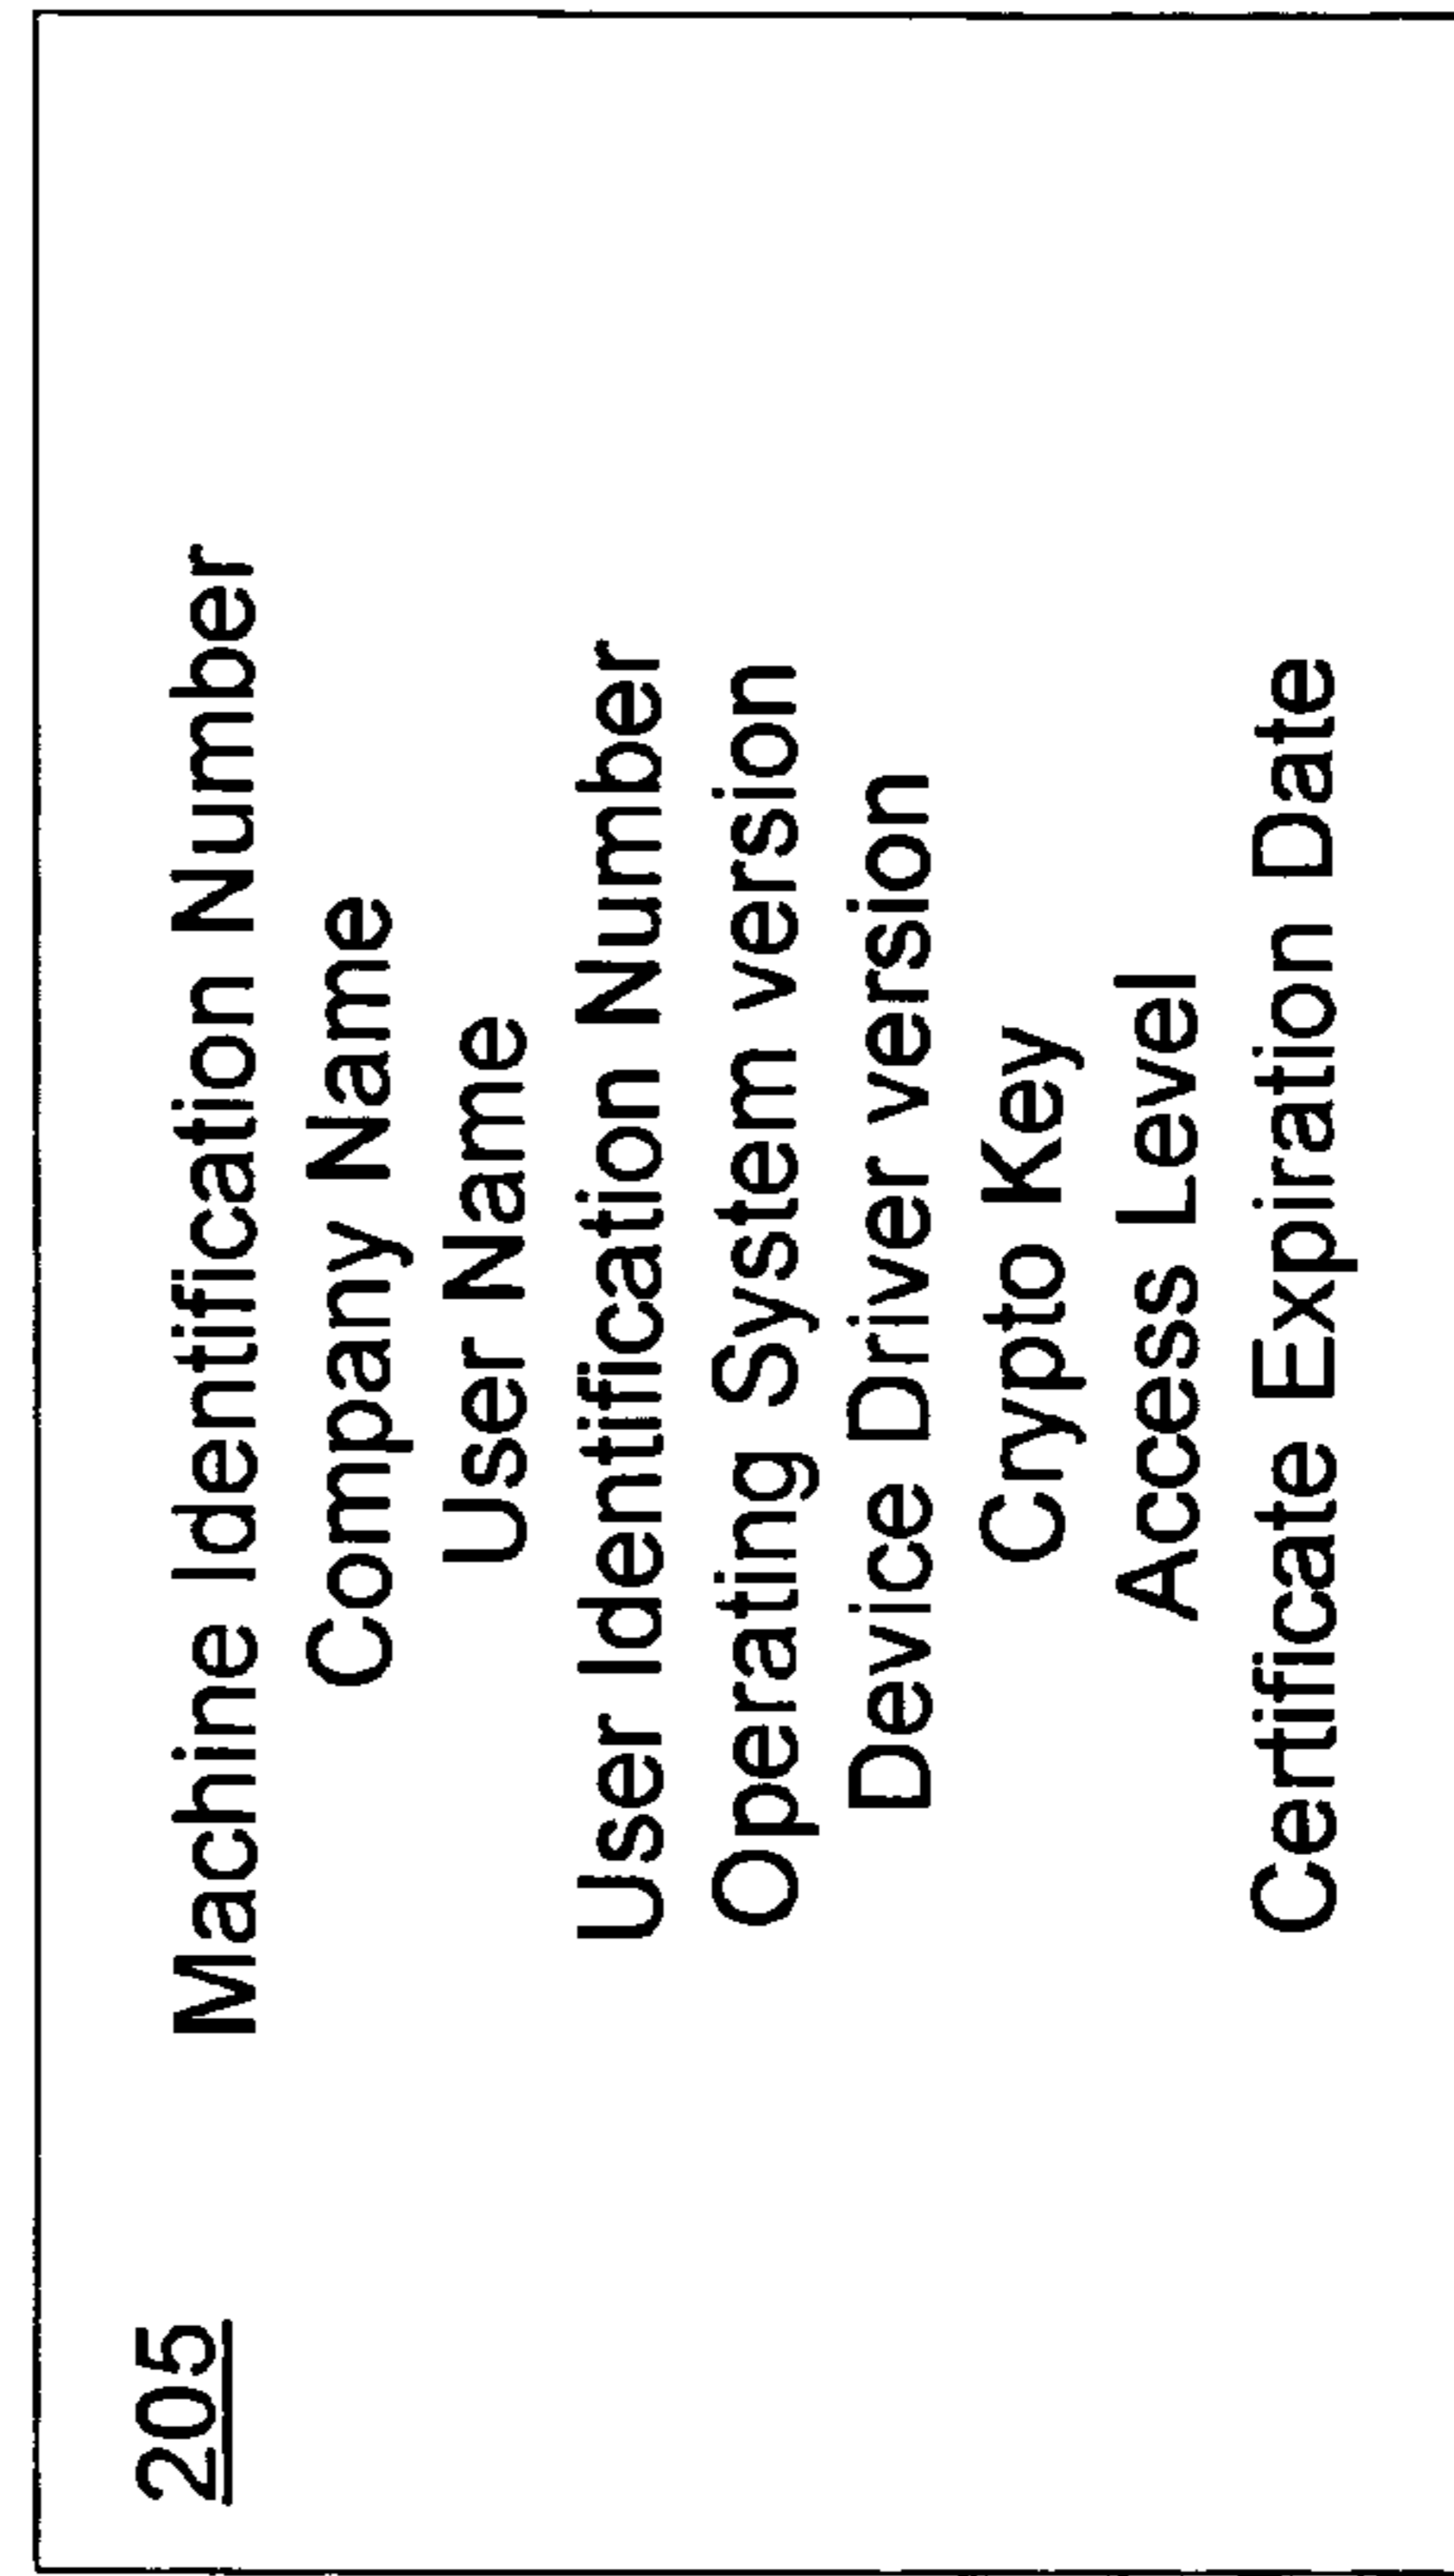 205
Machine Identification Number
Company Name
User Name
User Identification Number
Operating System version
Device Driver version
Crypto Key
Access Level
Certificate Expiration Date